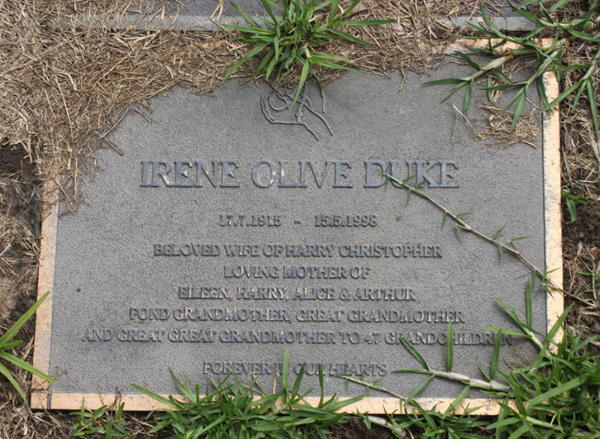 IRENE OLIVE DUKE
17.7.1915 ~ 15.5.1998
BELOVED WIFE OF HARRY CHRISTOPHER
LOVING MOTHER OF
EILEEN, HARRY, ALICE & ARTHUR
FOND GRANDMOTHER, GREAT GRANDMOTHER
AND GREAT GREAT GRANDMOTHER TO 47 GRANDCHILDREN
FOREVER IN OUR HEARTS